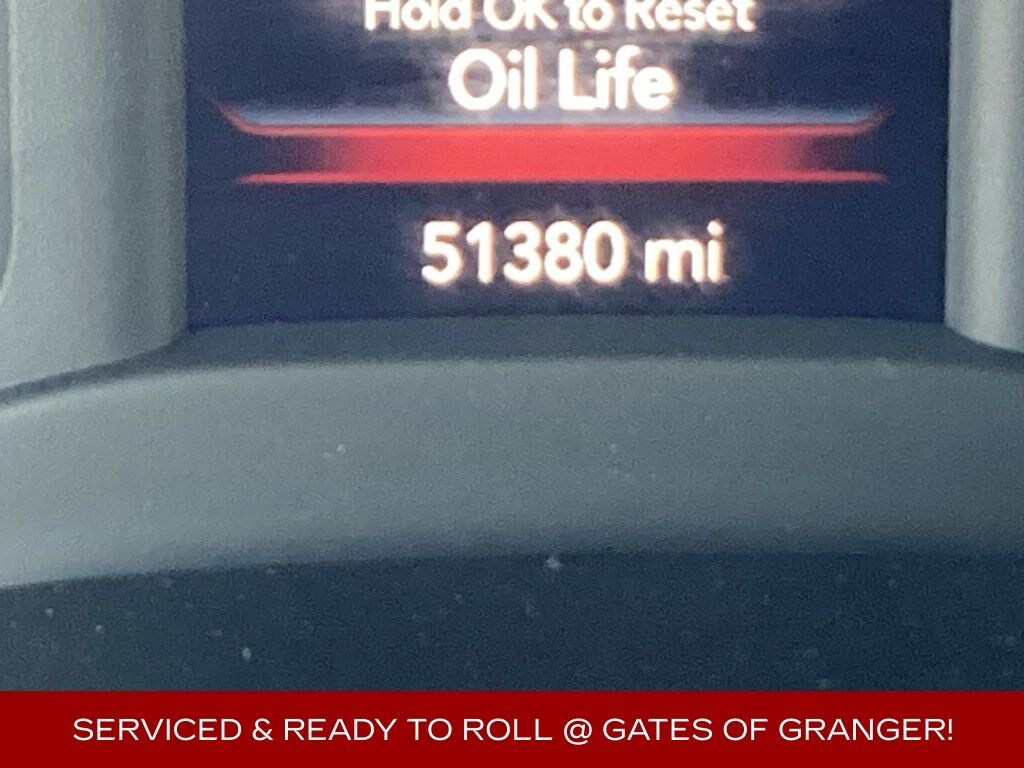 Hold OK to Reset
Oil Life
51380 mi
SERVICED & READY TO ROLL @ GATES OF GRANGER!